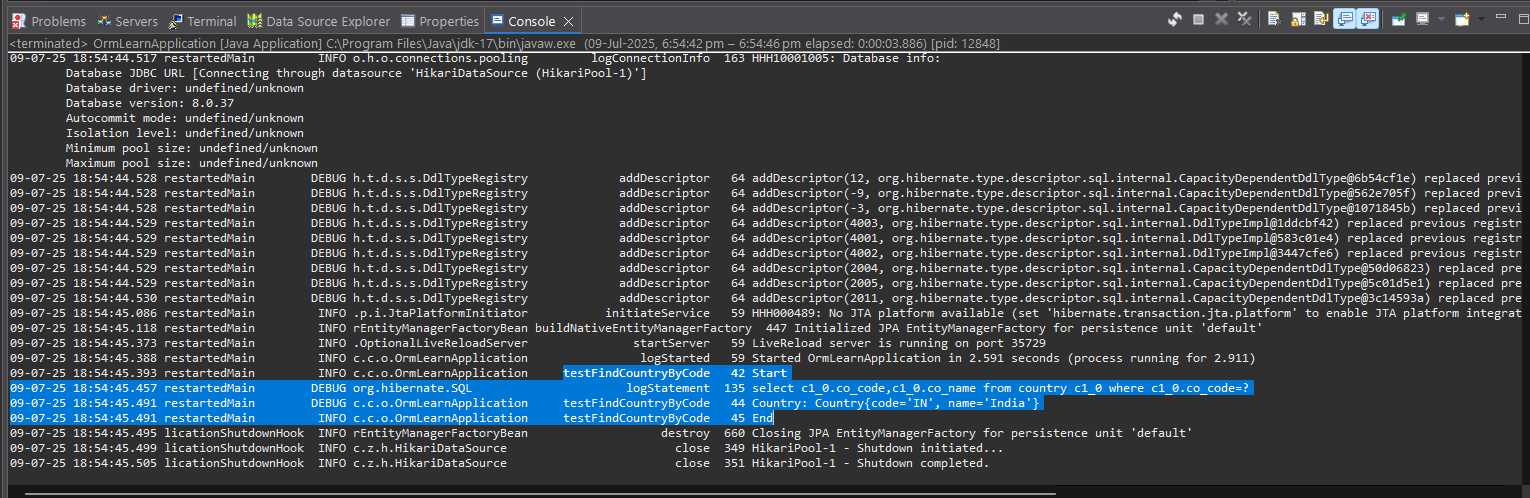 Problems Servers Terminal Data Source Explorer Properties Console
<terminated> OrmLearnApplication [Java Application] C:\Program Files\Java\jdk-17\bin\javaw.exe (09-Jul-2025, 6:54:42 pm – 6:54:46 pm elapsed: 0:00:03.886) [pid: 12848]
09-07-25 18:54:44.517 restartedMain INFO o.h.o.connections.pooling logConnectionInfo 163 HHH10001005: Database info:
Database JDBC URL [Connecting through datasource 'HikariDataSource (HikariPool-1)']
Database driver: undefined/unknown
Database version: 8.0.37
Autocommit mode: undefined/unknown
Isolation level: undefined/unknown
Minimum pool size: undefined/unknown
Maximum pool size: undefined/unknown
09-07-25 18:54:44.528 restartedMain DEBUG h.t.d.s.s.DdlTypeRegistry addDescriptor 64 addDescriptor(12, org.hibernate.type.descriptor.sql.internal.CapacityDependentDdlType@6b54cf1e) replaced previ
09-07-25 18:54:44.528 restartedMain DEBUG h.t.d.s.s.DdlTypeRegistry addDescriptor 64 addDescriptor(-9, org.hibernate.type.descriptor.sql.internal.CapacityDependentDdlType@562e705f) replaced previ
09-07-25 18:54:44.528 restartedMain DEBUG h.t.d.s.s.DdlTypeRegistry addDescriptor 64 addDescriptor(-3, org.hibernate.type.descriptor.sql.internal.CapacityDependentDdlType@1071845b) replaced previ
09-07-25 18:54:44.529 restartedMain DEBUG h.t.d.s.s.DdlTypeRegistry addDescriptor 64 addDescriptor(4003, org.hibernate.type.descriptor.sql.internal.DdlTypeImpl@1ddcbf42) replaced previous registr
09-07-25 18:54:44.529 restartedMain DEBUG h.t.d.s.s.DdlTypeRegistry addDescriptor 64 addDescriptor(4001, org.hibernate.type.descriptor.sql.internal.DdlTypeImpl@583c01e4) replaced previous registr
09-07-25 18:54:44.529 restartedMain DEBUG h.t.d.s.s.DdlTypeRegistry addDescriptor 64 addDescriptor(4002, org.hibernate.type.descriptor.sql.internal.DdlTypeImpl@3447cfe6) replaced previous registr
09-07-25 18:54:44.529 restartedMain DEBUG h.t.d.s.s.DdlTypeRegistry addDescriptor 64 addDescriptor(2004, org.hibernate.type.descriptor.sql.internal.CapacityDependentDdlType@50d06823) replaced pre
09-07-25 18:54:44.529 restartedMain DEBUG h.t.d.s.s.DdlTypeRegistry addDescriptor 64 addDescriptor(2005, org.hibernate.type.descriptor.sql.internal.CapacityDependentDdlType@5c01d5e1) replaced pre
09-07-25 18:54:44.530 restartedMain DEBUG h.t.d.s.s.DdlTypeRegistry addDescriptor 64 addDescriptor(2011, org.hibernate.type.descriptor.sql.internal.CapacityDependentDdlType@3c14593a) replaced pre
09-07-25 18:54:45.086 restartedMain INFO .p.i.JtaPlatformInitiator initiateService 59 HHH000489: No JTA platform available (set 'hibernate.transaction.jta.platform' to enable JTA platform integrat
09-07-25 18:54:45.118 restartedMain INFO rEntityManagerFactoryBean buildNativeEntityManagerFactory 447 Initialized JPA EntityManagerFactory for persistence unit 'default'
09-07-25 18:54:45.373 restartedMain INFO .OptionalLiveReloadServer startServer 59 LiveReload server is running on port 35729
09-07-25 18:54:45.388 restartedMain INFO c.c.o.OrmLearnApplication logStarted 59 Started OrmLearnApplication in 2.591 seconds (process running for 2.911)
09-07-25 18:54:45.393 restartedMain INFO c.c.o.OrmLearnApplication testFindCountryByCode 42 Start
09-07-25 18:54:45.457 restartedMain DEBUG org.hibernate.SQL logStatement 135 select c1_0.co_code,c1_0.co_name from country c1_0 where c1_0.co_code=?
09-07-25 18:54:45.491 restartedMain DEBUG c.c.o.OrmLearnApplication testFindCountryByCode 44 Country: Country{code='IN', name='India'}
09-07-25 18:54:45.491 restartedMain INFO c.c.o.OrmLearnApplication testFindCountryByCode 45 End
09-07-25 18:54:45.495 licationShutdownHook INFO rEntityManagerFactoryBean destroy 660 Closing JPA EntityManagerFactory for persistence unit 'default'
09-07-25 18:54:45.499 licationShutdownHook INFO c.z.h.HikariDataSource close 349 HikariPool-1 - Shutdown initiated...
09-07-25 18:54:45.505 licationShutdownHook INFO c.z.h.HikariDataSource close 351 HikariPool-1 - Shutdown completed.